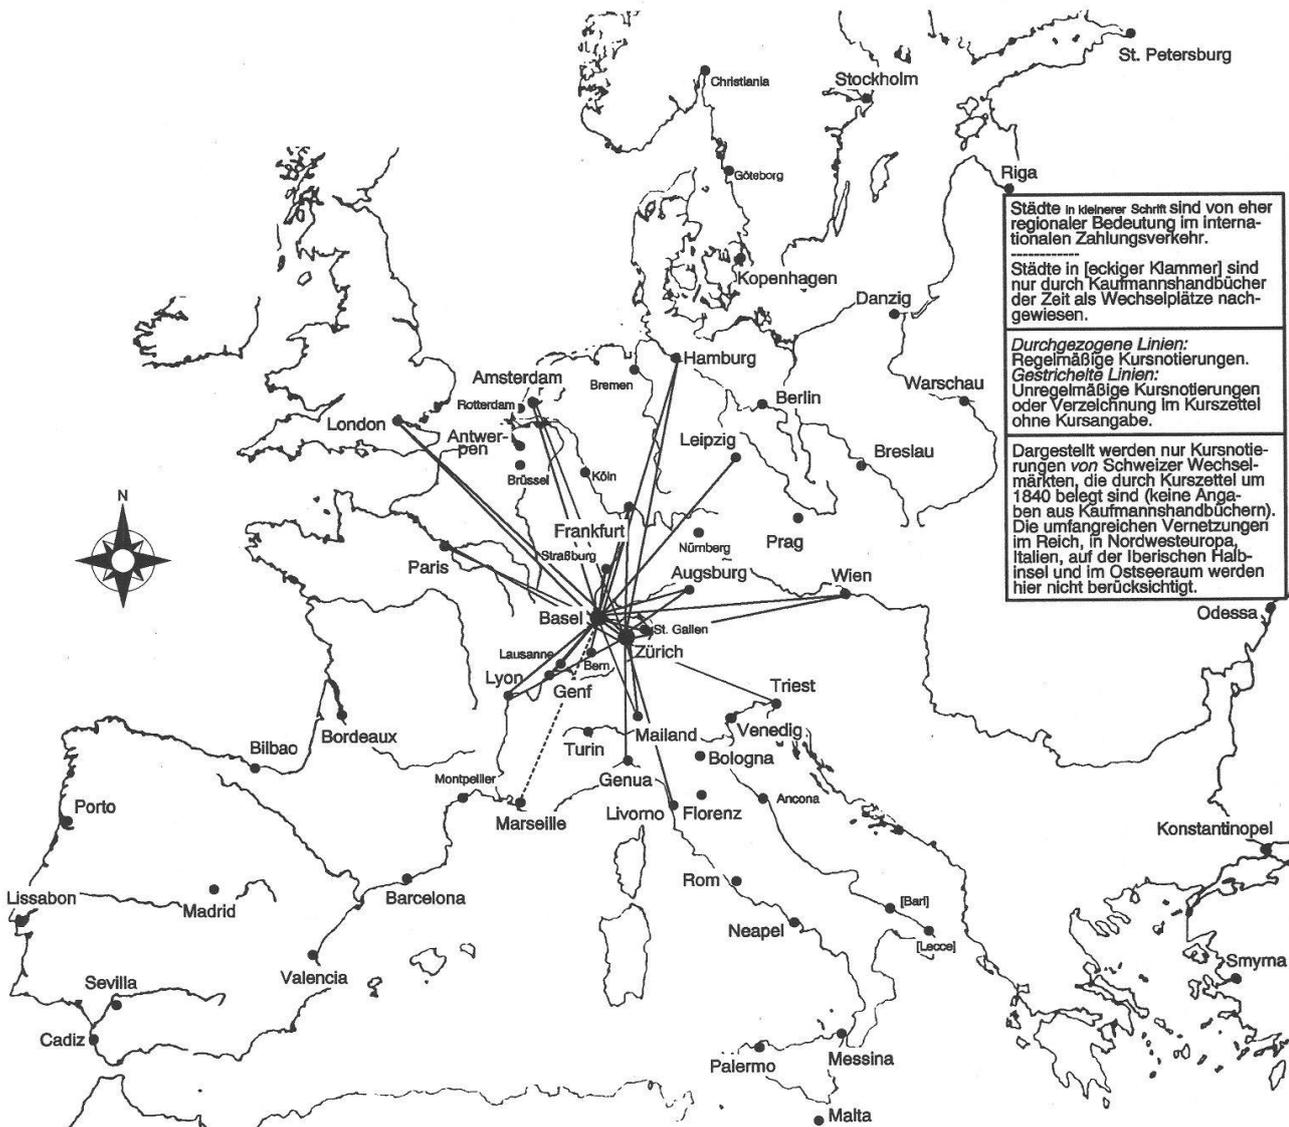 St. Petersburg
Christiania
Stockholm
Göteborg
Riga
Städte in kleinerer Schrift sind von eher
regionaler Bedeutung im interna-
tionalen Zahlungsverkehr.
------------
Städte in [eckiger Klammer] sind
nur durch Kaufmannshandbücher
der Zeit als Wechselplätze nach-
gewiesen.
Durchgezogene Linien:
Regelmäßige Kursnotierungen.
Gestrichelte Linien:
Unregelmäßige Kursnotierungen
oder Verzeichnung im Kurszettel
ohne Kursangabe.
Dargestellt werden nur Kursnotie-
rungen von Schweizer Wechsel-
märkten, die durch Kurszettel um
1840 belegt sind (keine Anga-
ben aus Kaufmannshandbüchern).
Die umfangreichen Vernetzungen
im Reich, in Nordwesteuropa,
Italien, auf der Iberischen Halb-
insel und im Ostseeraum werden
hier nicht berücksichtigt.
Kopenhagen
Danzig
Hamburg
Bremen
Amsterdam
Warschau
Berlin
Rotterdam
London
Antwer-
pen
Leipzig
Breslau
Brüssel
Köln
N
Frankfurt
Nürnberg
Prag
Straßburg
Paris
Augsburg
Wien
Odessa
Basel
St. Gallen
Zürich
Lausanne
Bern
Lyon
Genf
Triest
Bordeaux
Mailand
Venedig
Turin
Bilbao
Bologna
Montpellier
Genua
Porto
Marseille
Livorno
Florenz
Ancona
Konstantinopel
Rom
Lissabon
Madrid
Barcelona
[Bari]
Neapel
[Lecce]
Smyrna
Valencia
Sevilla
Cadiz
Messina
Palermo
Malta